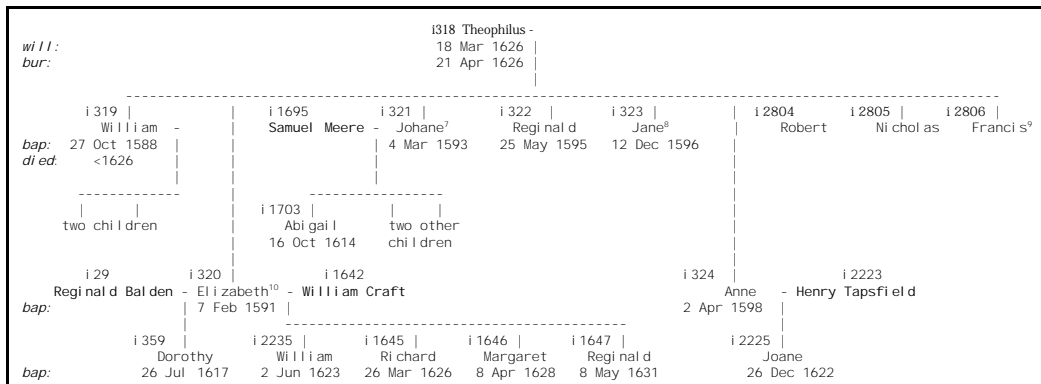 i318 Theophilus -
will: 18 Mar 1626 |
bur: 21 Apr 1626 |
i319 | i1695 i321 | i322 | i323 | i2804 i2805 | i2806 |
William - Samuel Meere - Johane⁷ Reginald Jane⁸ Robert Nicholas Francis⁹
bap: 27 Oct 1588 4 Mar 1593 25 May 1595 12 Dec 1596
died: <1626
two children
i1703 |
Abigail two other
16 Oct 1614 children
i29 i320 | i1642 i324 | i2223
Reginald Balden - Elizabeth¹⁰ - William Craft Anne - Henry Tapsfield
bap: 7 Feb 1591 2 Apr 1598
i359 | i2235 | i1645 | i1646 | i1647 | i2225 |
Dorothy William Richard Margaret Reginald Joane
bap: 26 Jul 1617 2 Jun 1623 26 Mar 1626 8 Apr 1628 8 May 1631 26 Dec 1622